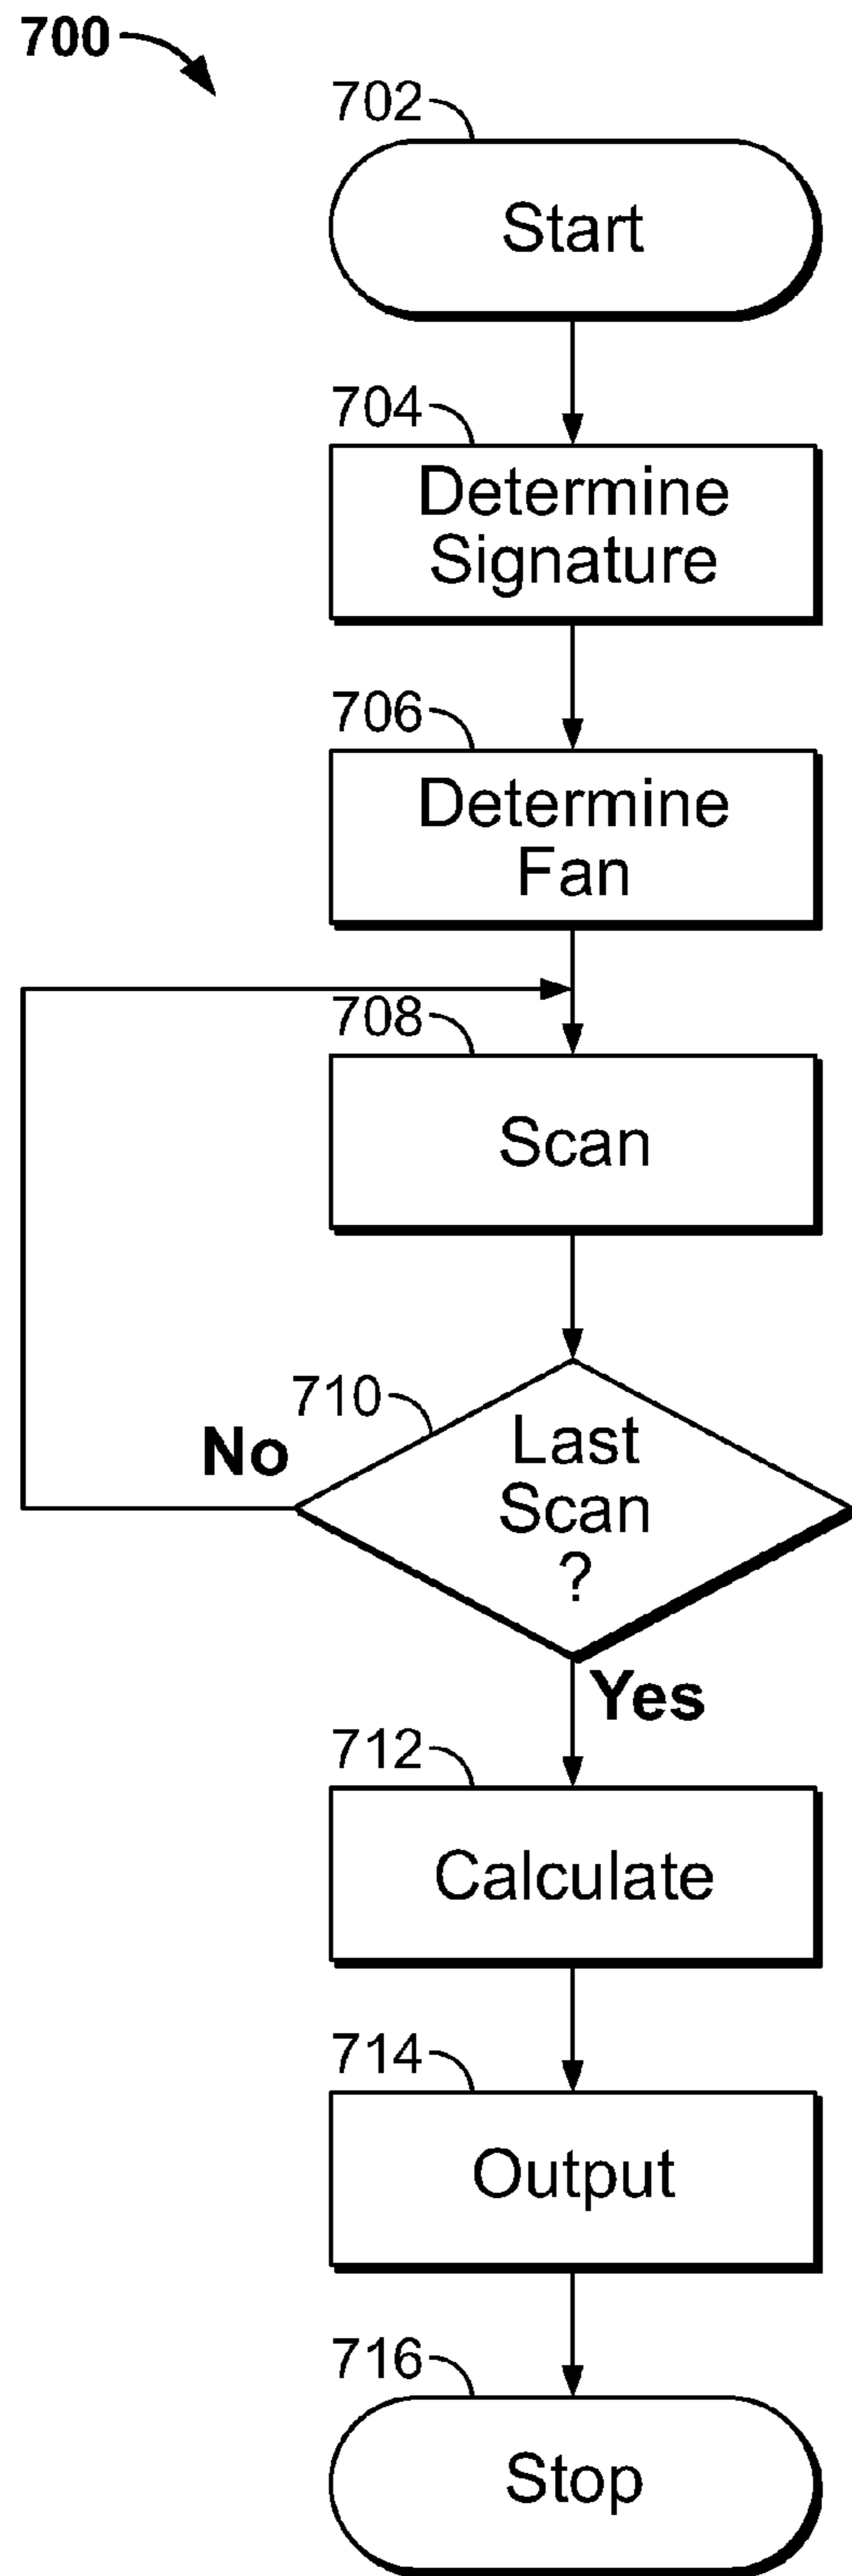 700
702
Start
704
Determine
Signature
706
Determine
Fan
708
Scan
710
No
Last
Scan
?
Yes
712
Calculate
714
Output
716
Stop